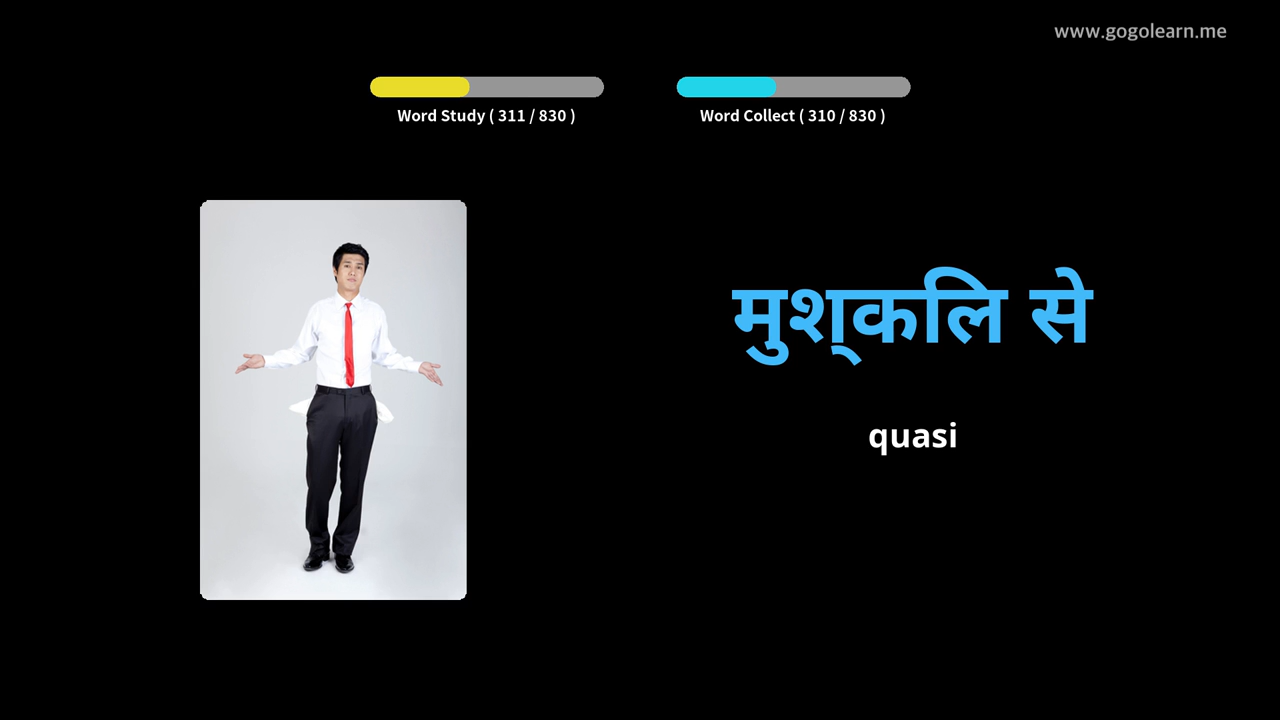 www.gogolearn.me
Word Study ( 311 / 830 )
Word Collect ( 310 / 830 )
मुश्कलि से
quasi